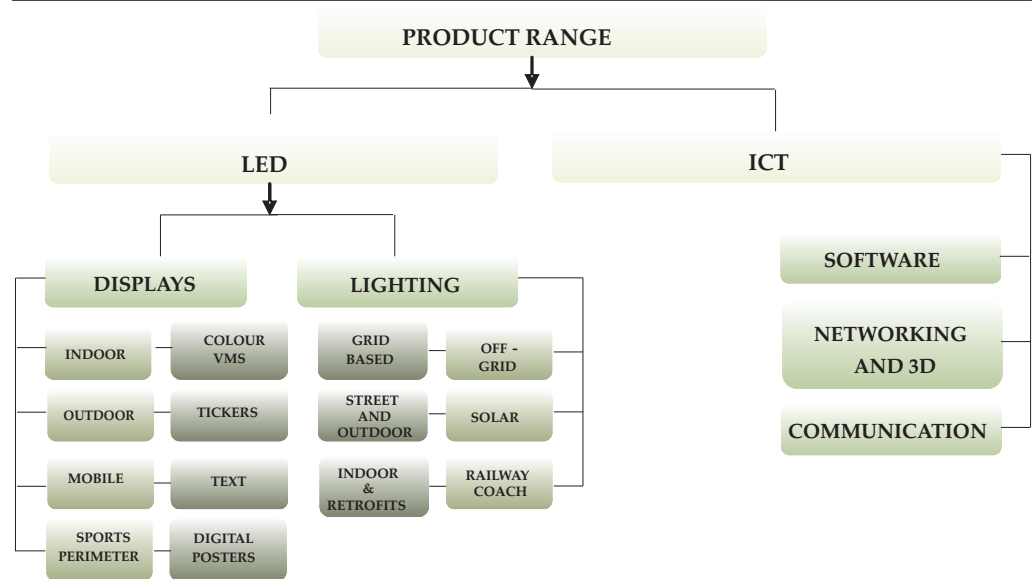 PRODUCT RANGE
LED
ICT
DISPLAYS
LIGHTING
SOFTWARE
NETWORKING
AND 3D
COMMUNICATION
INDOOR
COLOUR
VMS
OUTDOOR
TICKERS
MOBILE
TEXT
SPORTS
PERIMETER
DIGITAL
POSTERS
GRID
BASED
OFF -
GRID
STREET
AND
OUTDOOR
SOLAR
INDOOR
&
RETROFITS
RAILWAY
COACH